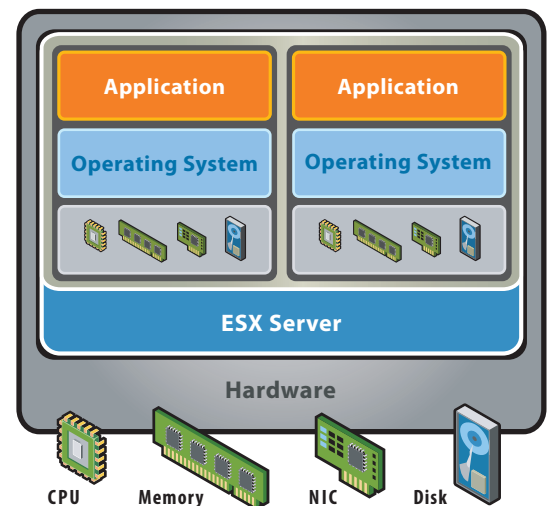 Application
Application
Operating System
Operating System
ESX Server
Hardware
CPU
Memory
NIC
Disk